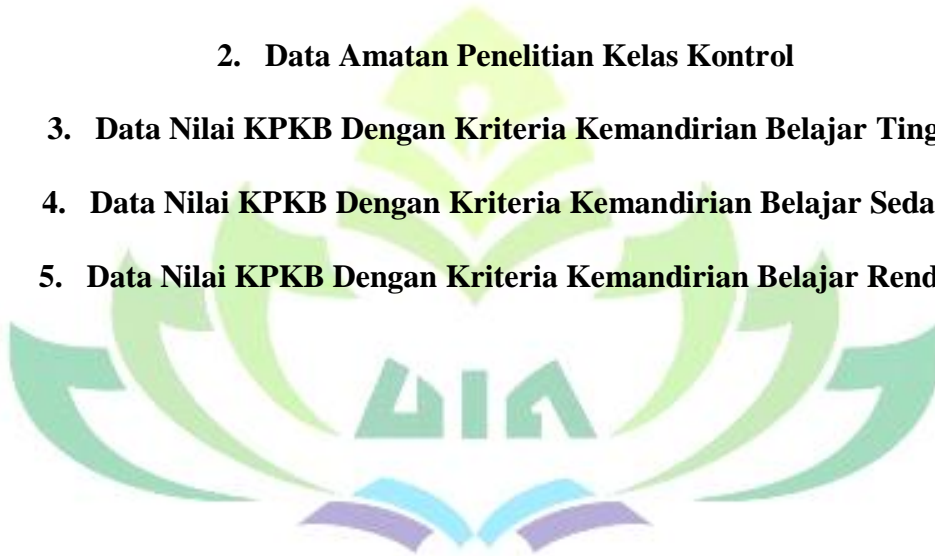 2. Data Amatan Penelitian Kelas Kontrol
3. Data Nilai KPKB Dengan Kriteria Kemandirian Belajar Ting
4. Data Nilai KPKB Dengan Kriteria Kemandirian Belajar Seda
5. Data Nilai KPKB Dengan Kriteria Kemandirian Belajar Rend
UIN